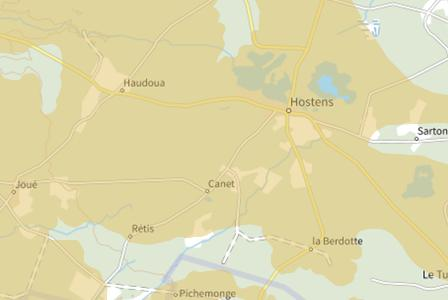 Haudoua
Hostens
Sarton
Joué
Canet
Rétis
la Berdotte
Le Tu
Pichemonge